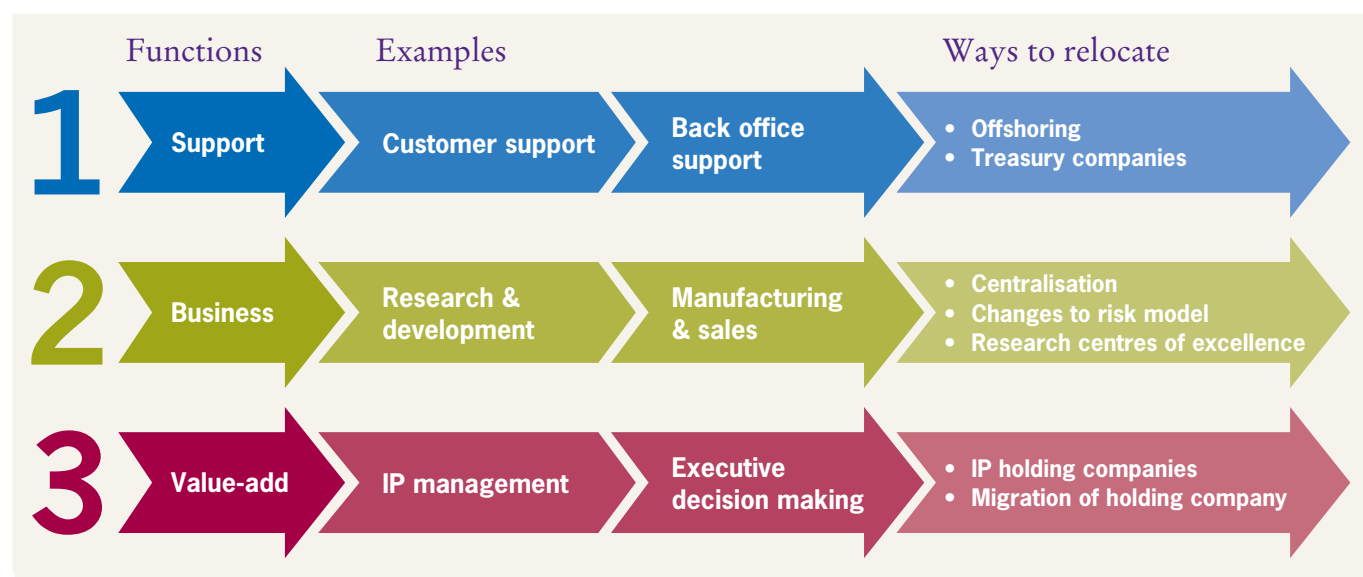 Functions
Examples
Ways to relocate
1
Support
Customer support
Back office
support
• Offshoring
• Treasury companies
2
Business
Research &
development
Manufacturing
& sales
• Centralisation
• Changes to risk model
• Research centres of excellence
3
Value-add
IP management
Executive
decision making
• IP holding companies
• Migration of holding company